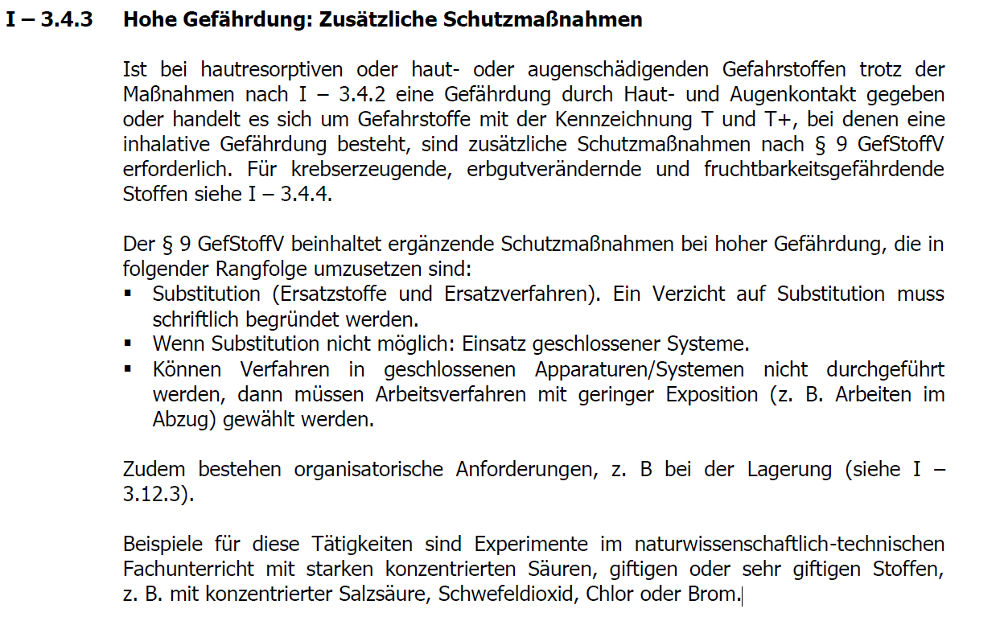 I – 3.4.3 Hohe Gefährdung: Zusätzliche Schutzmaßnahmen
Ist bei hautresorptiven oder haut- oder augenschädigenden Gefahrstoffen trotz der
Maßnahmen nach I – 3.4.2 eine Gefährdung durch Haut- und Augenkontakt gegeben
oder handelt es sich um Gefahrstoffe mit der Kennzeichnung T und T+, bei denen eine
inhalative Gefährdung besteht, sind zusätzliche Schutzmaßnahmen nach § 9 GefStoffV
erforderlich. Für krebserzeugende, erbgutverändernde und fruchtbarkeitsgefährdende
Stoffen siehe I – 3.4.4.
Der § 9 GefStoffV beinhaltet ergänzende Schutzmaßnahmen bei hoher Gefährdung, die in
folgender Rangfolge umzusetzen sind:
▪ Substitution (Ersatzstoffe und Ersatzverfahren). Ein Verzicht auf Substitution muss
schriftlich begründet werden.
▪ Wenn Substitution nicht möglich: Einsatz geschlossener Systeme.
▪ Können Verfahren in geschlossenen Apparaturen/Systemen nicht durchgeführt
werden, dann müssen Arbeitsverfahren mit geringer Exposition (z. B. Arbeiten im
Abzug) gewählt werden.
Zudem bestehen organisatorische Anforderungen, z. B bei der Lagerung (siehe I –
3.12.3).
Beispiele für diese Tätigkeiten sind Experimente im naturwissenschaftlich-technischen
Fachunterricht mit starken konzentrierten Säuren, giftigen oder sehr giftigen Stoffen,
z. B. mit konzentrierter Salzsäure, Schwefeldioxid, Chlor oder Brom.